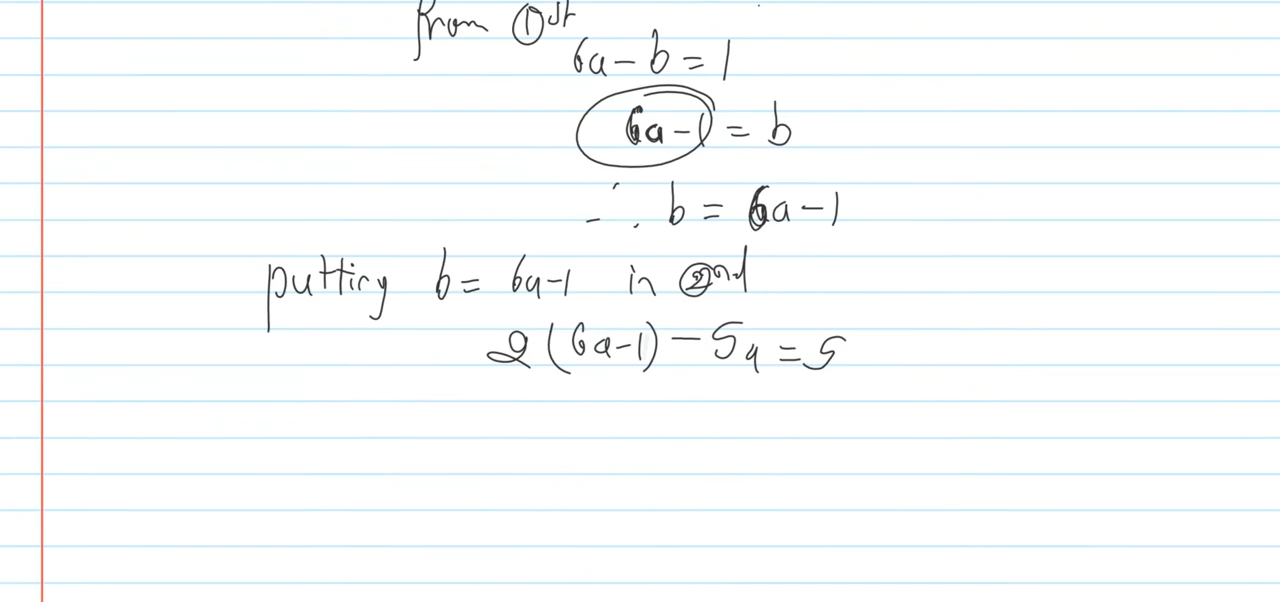 from ①st
6a - b = 1
6a - 1 = b
∴ b = 6a - 1
putting b = 6a - 1 in ②nd
2 (6a - 1) - 5a = 5